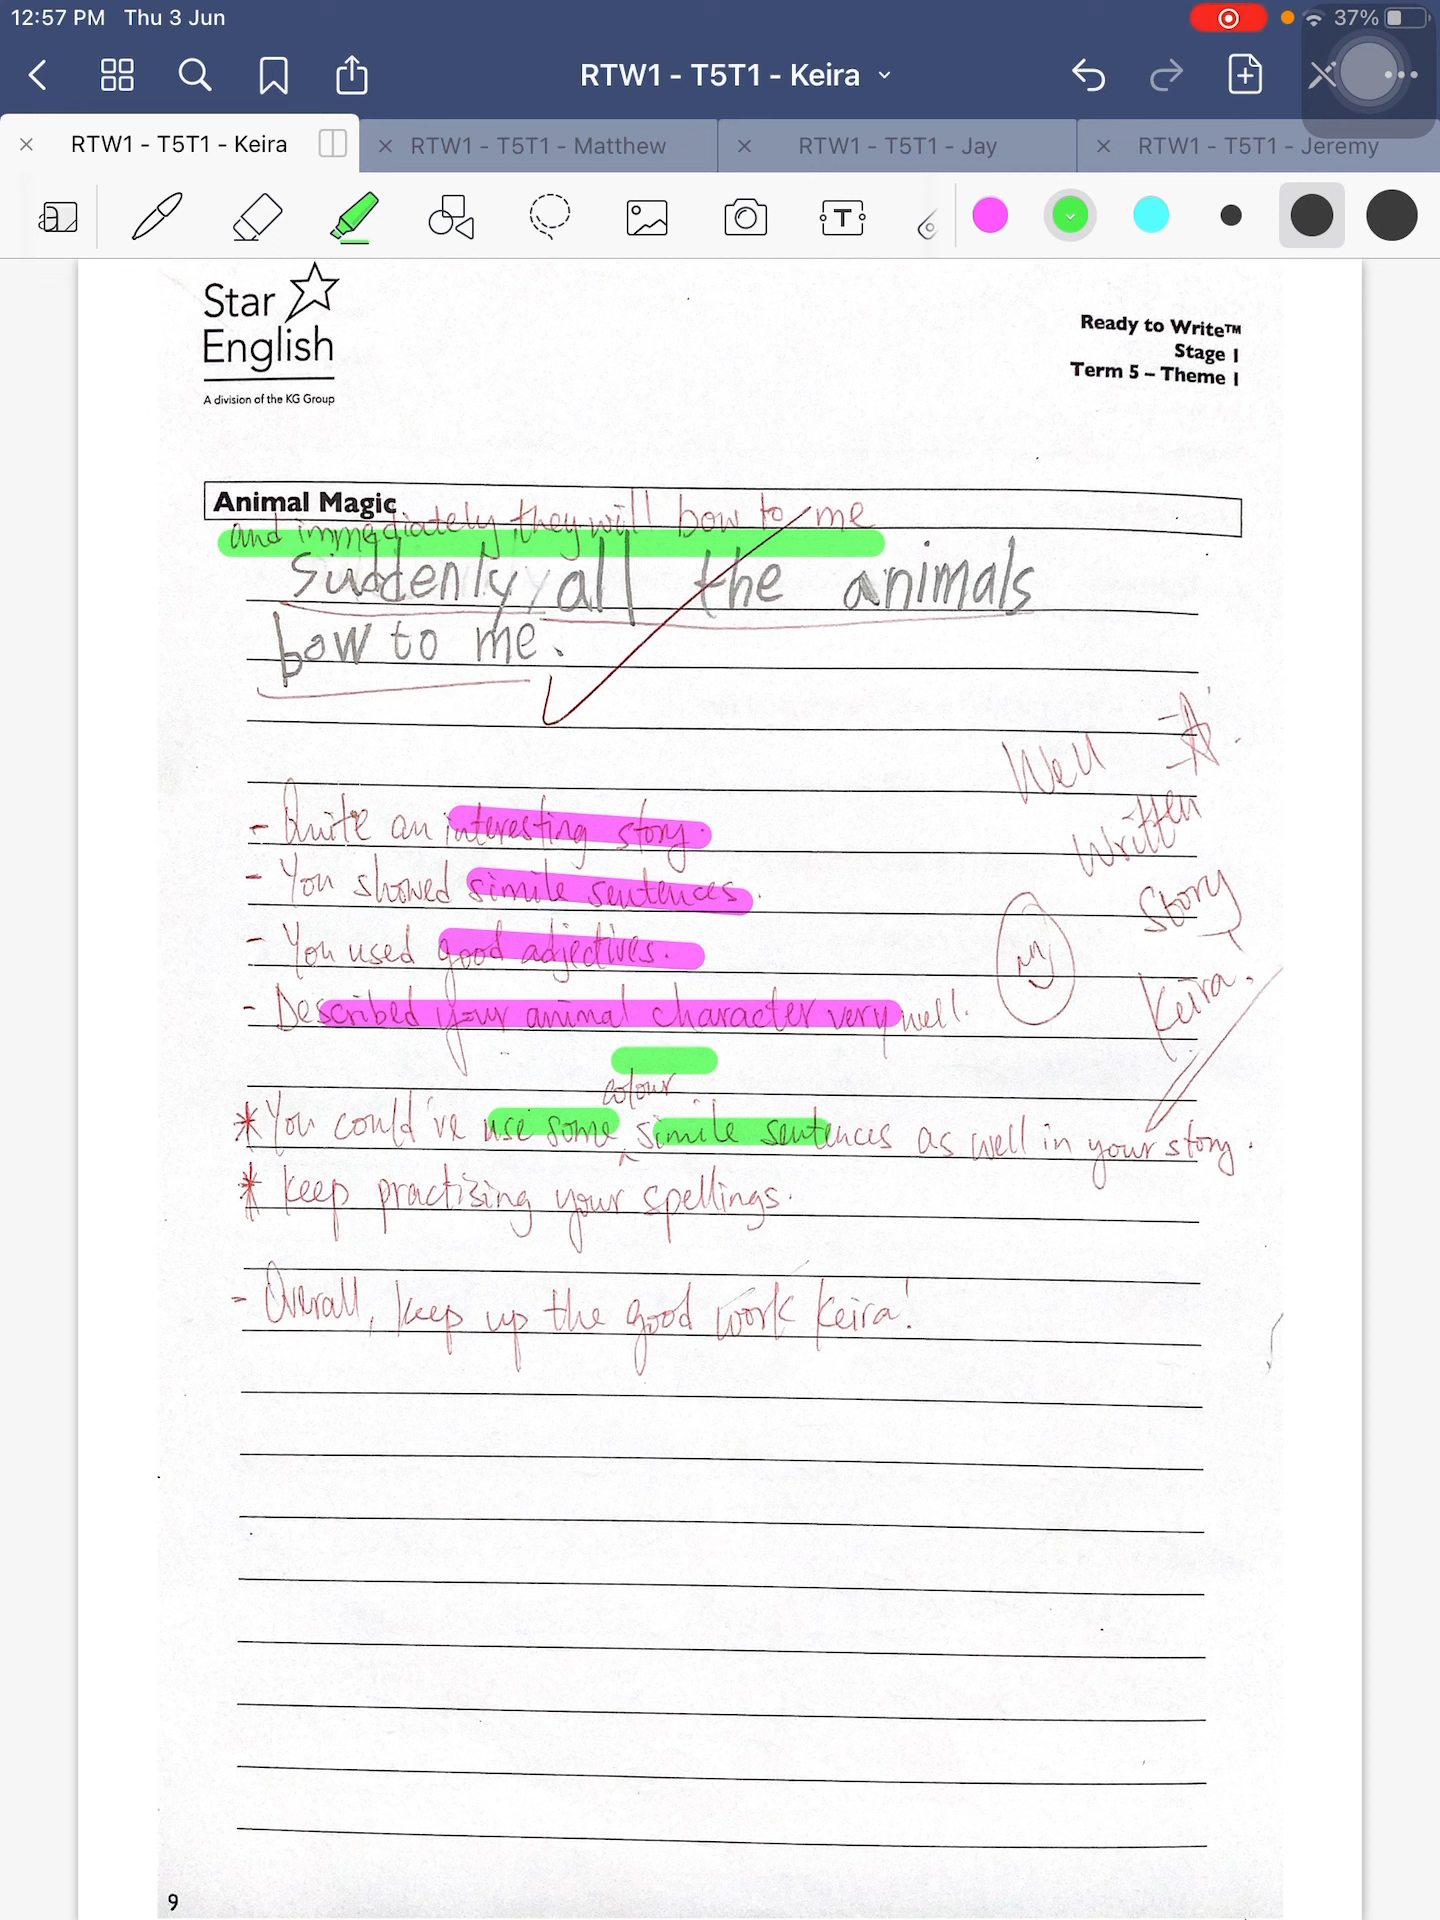 12:57 PM Thu 3 Jun
37%
RTW1 - T5T1 - Keira
RTW1 - T5T1 - Keira
RTW1 - T5T1 - Matthew
RTW1 - T5T1 - Jay
RTW1 - T5T1 - Jeremy
T
Star
English
A division of the KG Group
Ready to Write™
Stage 1
Term 5 – Theme 1
Animal Magic
and immediately, they will bow to me
Suddenly, all the animals
bow to me.
Well
Written
Story
Keira.
- Quite an interesting story.
- You showed simile sentences.
- You used good adjectives.
- Described your animal character very well.
colour
* You could've use some ^ simile sentences as well in your story.
* Keep practising your spellings.
- Overall, keep up the good work Keira!
9